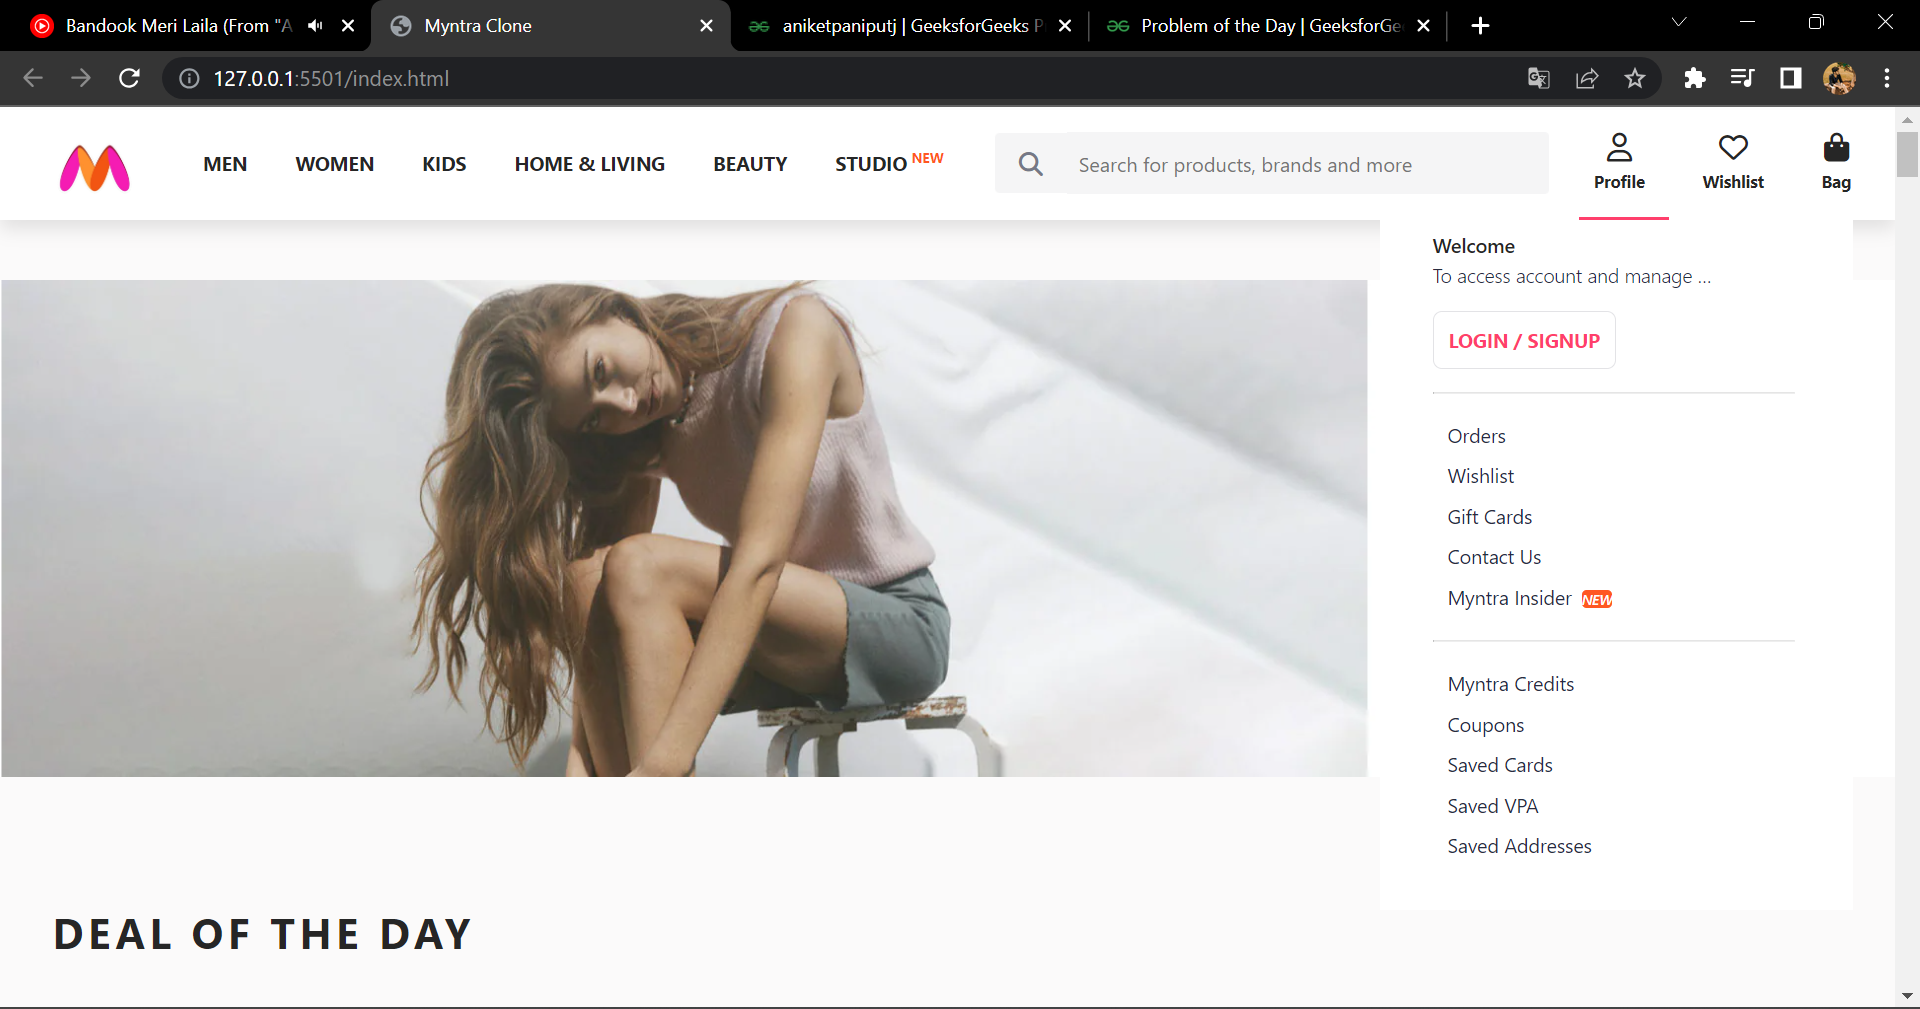 Bandook Meri Laila (From "A
Myntra Clone
aniketpaniputj | GeeksforGeeks P
Problem of the Day | GeeksforGe
127.0.0.1:5501/index.html
MEN WOMEN KIDS HOME & LIVING BEAUTY STUDIO NEW
Search for products, brands and more
Profile Wishlist Bag
Welcome
To access account and manage ...
LOGIN / SIGNUP
Orders
Wishlist
Gift Cards
Contact Us
Myntra Insider NEW
Myntra Credits
Coupons
Saved Cards
Saved VPA
Saved Addresses
DEAL OF THE DAY